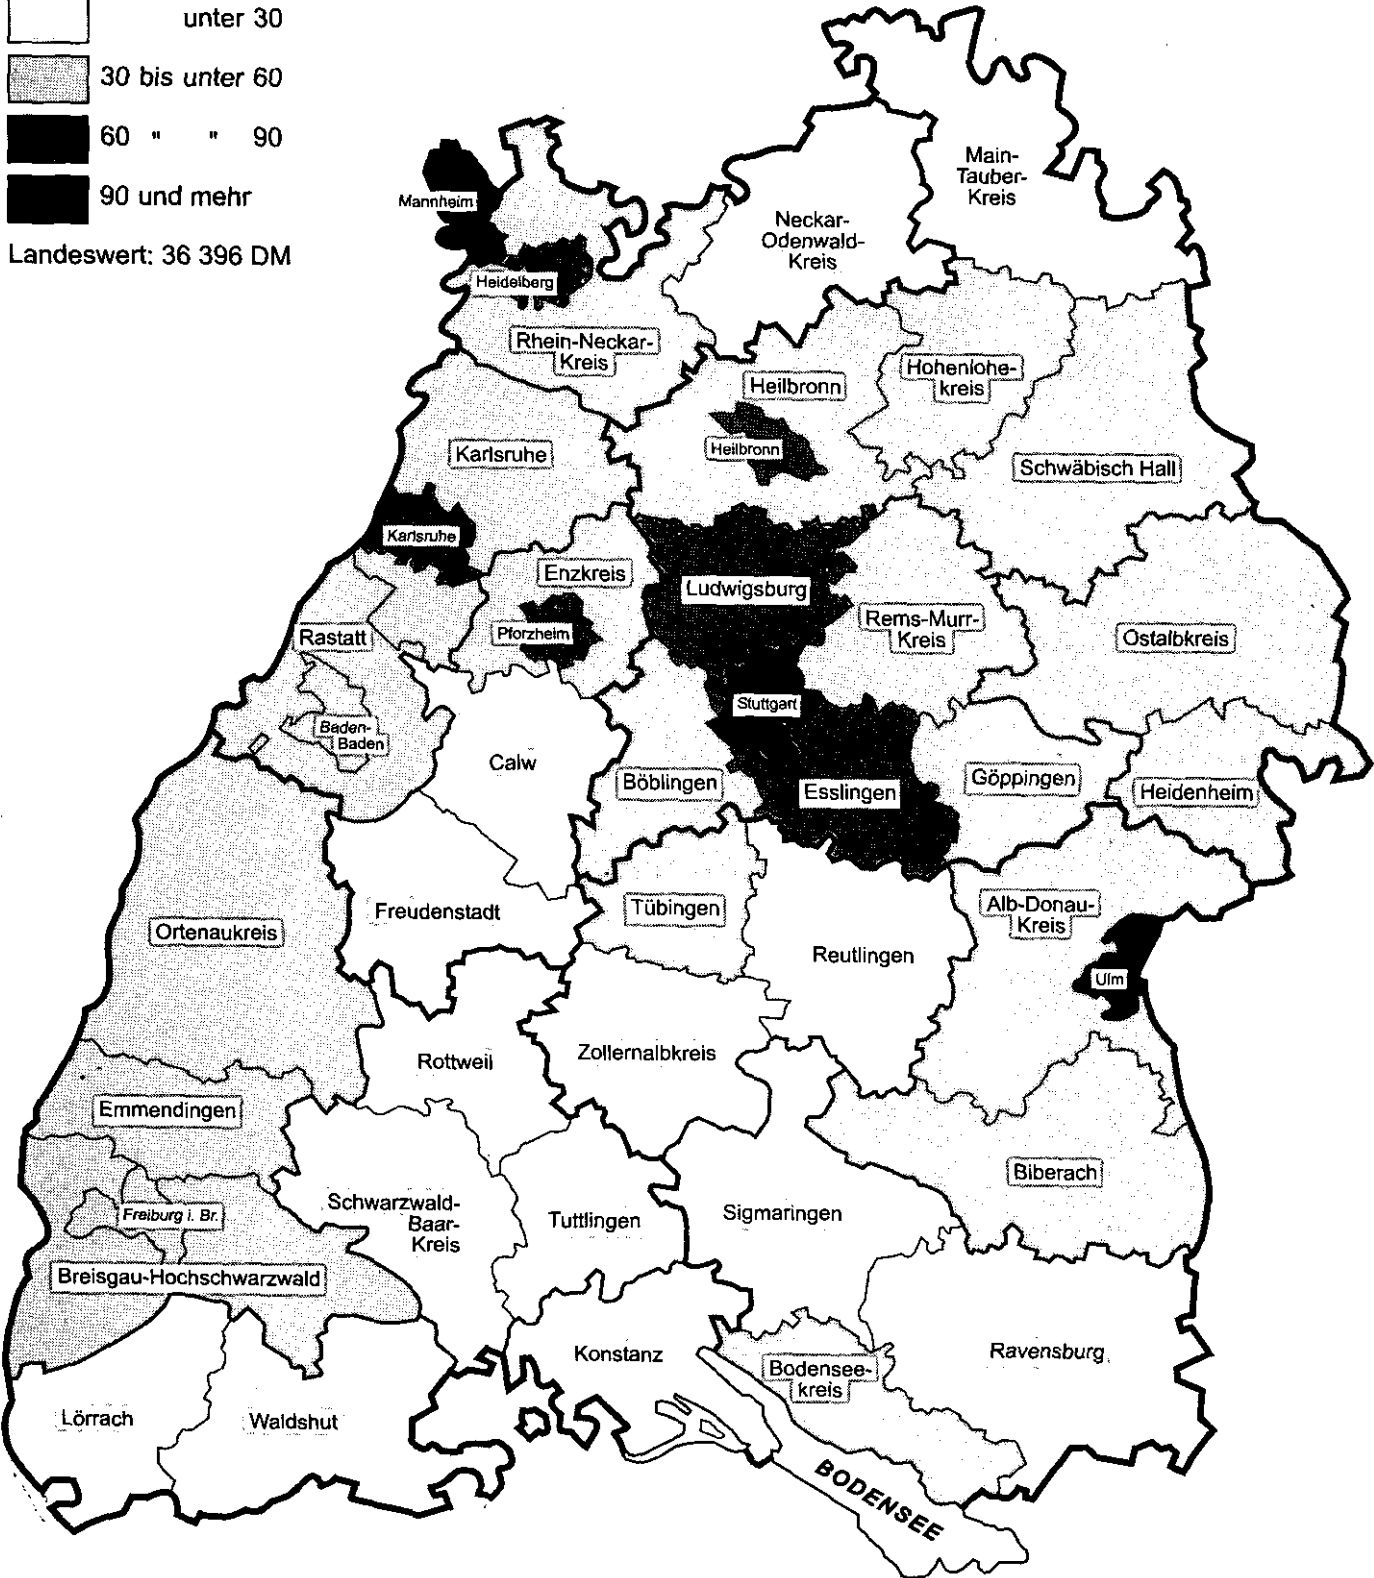 unter 30
30 bis unter 60
60 " " 90
90 und mehr
Landeswert: 36 396 DM
Main-
Tauber-
Kreis
Mannheim
Neckar-
Odenwald-
Kreis
Heidelberg
Rhein-Neckar-
Kreis
Heilbronn
Hohenlohe-
kreis
Karlsruhe
Heilbronn
Schwäbisch Hall
Karlsruhe
Enzkreis
Ludwigsburg
Pforzheim
Rems-Murr-
Kreis
Rastatt
Ostalbkreis
Stuttgart
Baden-
Baden
Calw
Böblingen
Esslingen
Göppingen
Heidenheim
Freudenstadt
Tübingen
Alb-Donau-
Kreis
Ortenaukreis
Reutlingen
Ulm
Rottweil
Zollernalbkreis
Emmendingen
Biberach
Schwarzwald-
Baar-
Kreis
Freiburg i. Br.
Tuttlingen
Sigmaringen
Breisgau-Hochschwarzwald
Konstanz
Bodensee-
kreis
Ravensburg
Lörrach
Waldshut
BODENSEE